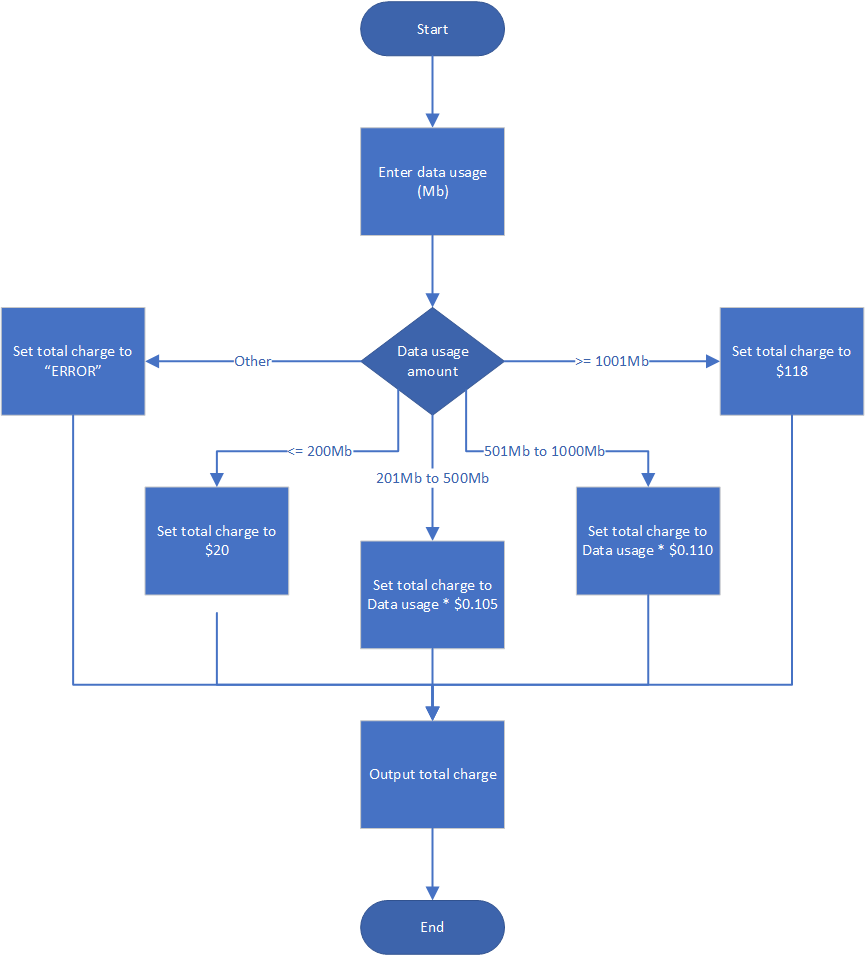 Start
Enter data usage
(Mb)
Data usage
amount
Other
>= 1001Mb
Set total charge to
“ERROR”
Set total charge to
$118
<= 200Mb
201Mb to 500Mb
501Mb to 1000Mb
Set total charge to
$20
Set total charge to
Data usage * $0.105
Set total charge to
Data usage * $0.110
Output total charge
End